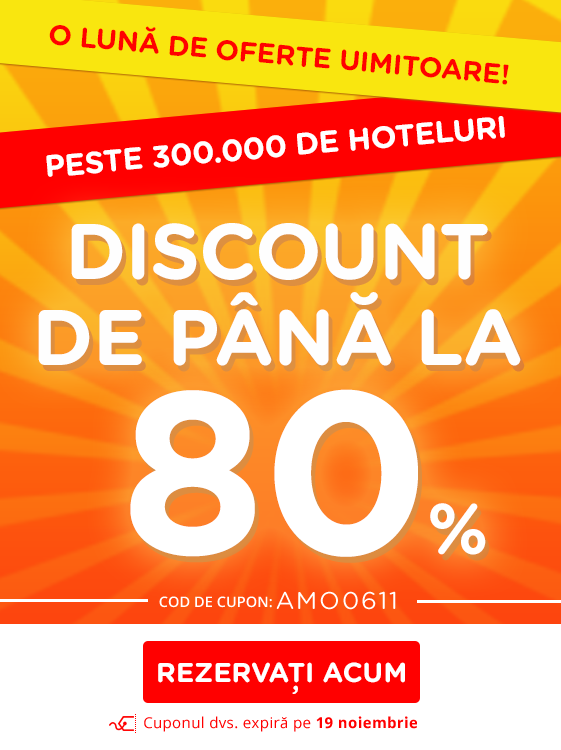 O LUNĂ DE OFERTE UIMITOARE!
PESTE 300.000 DE HOTELURI
DISCOUNT
DE PÂNĂ LA
80%
COD DE CUPON: AMO0611
REZERVAȚI ACUM
Cuponul dvs. expiră pe 19 noiembrie